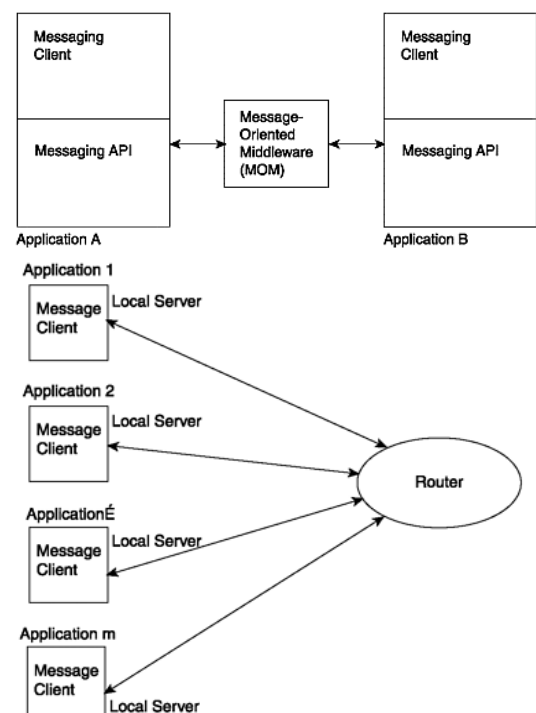 Messaging
Client
Messaging API
Application A
Message-
Oriented
Middleware
(MOM)
Messaging
Client
Messaging API
Application B
Application 1
Message
Client
Local Server
Application 2
Message
Client
Local Server
ApplicationÉ
Message
Client
Local Server
Application m
Message
Client
Local Server
Router